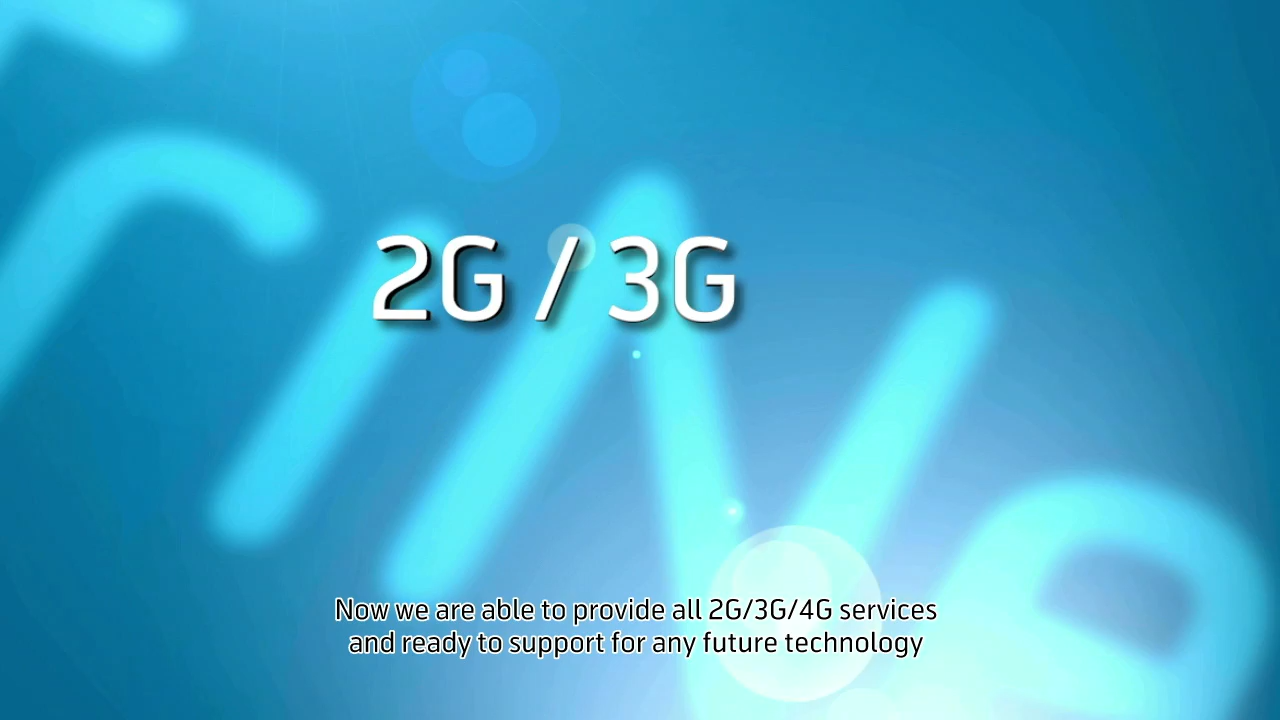 2G / 3G
Now we are able to provide all 2G/3G/4G services
and ready to support for any future technology